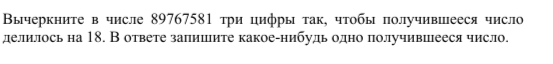 Вычеркните в числе 89767581 три цифры так, чтобы получившееся число
делилось на 18. В ответе запишите какое-нибудь одно получившееся число.